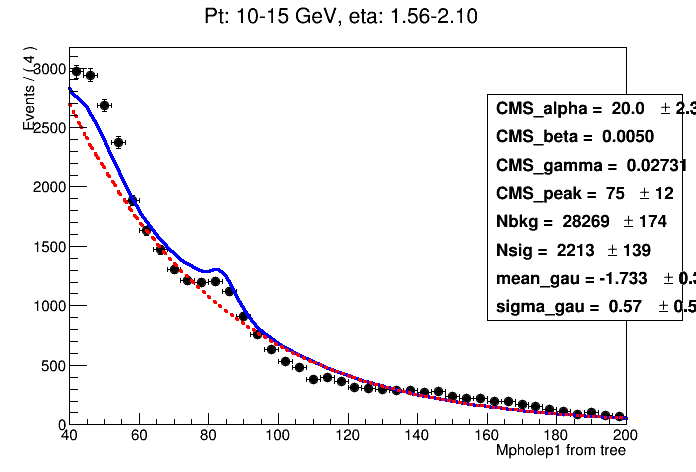 Pt: 10-15 GeV, eta: 1.56-2.10
Events / ( 4 )
3000
2500
2000
1500
1000
500
0
CMS_alpha = 20.0 ± 2.3
CMS_beta = 0.0050
CMS_gamma = 0.02731
CMS_peak = 75 ± 12
Nbkg = 28269 ± 174
Nsig = 2213 ± 139
mean_gau = -1.733 ± 0.3
sigma_gau = 0.57 ± 0.5
40 60 80 100 120 140 160 180 200
Mpholep1 from tree